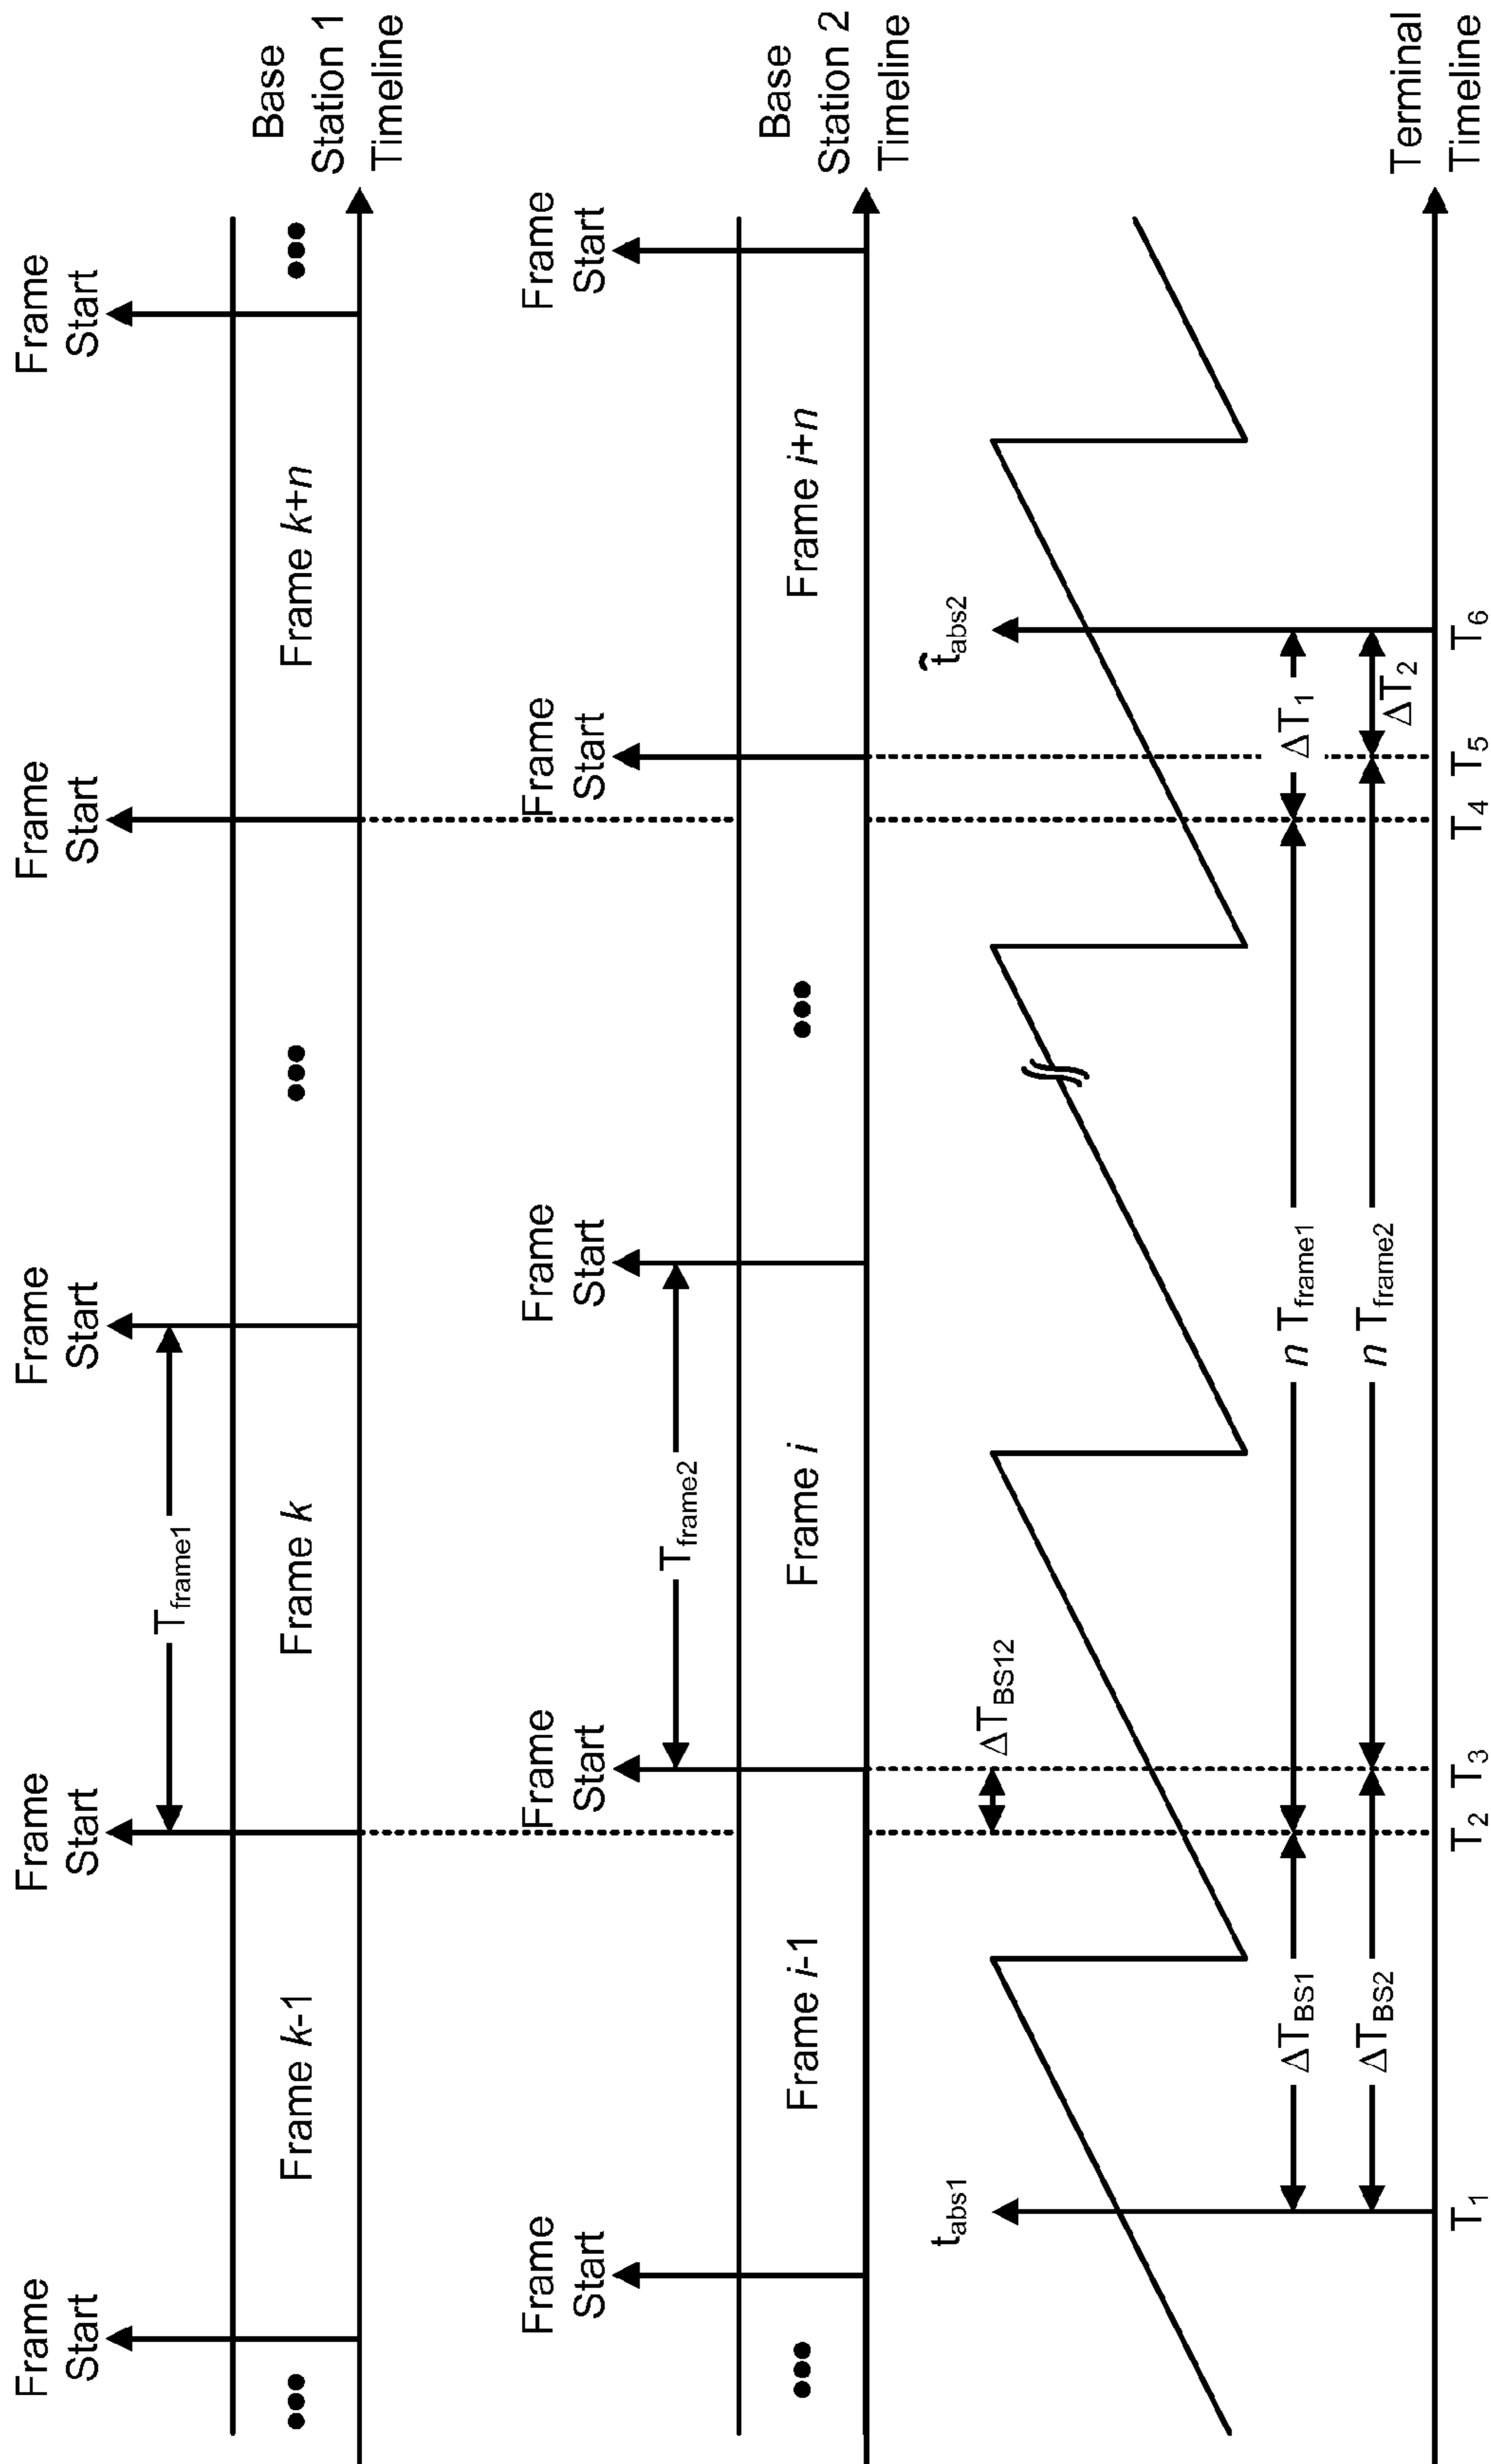 Frame
Start
Frame
Start
Frame
Start
Frame
Start
Frame
Start
T_frame1
Frame k-1
Frame k
Frame k+n
Base
Station 1
Timeline
Frame
Start
Frame
Start
Frame
Start
Frame
Start
Frame
Start
T_frame2
Frame i-1
Frame i
Frame i+n
Base
Station 2
Timeline
t_abs1
ΔT_BS12
t̂_abs2
ΔT_BS1
n T_frame1
ΔT_1
ΔT_BS2
n T_frame2
ΔT_2
Terminal
Timeline
T_1
T_2
T_3
T_4
T_5
T_6